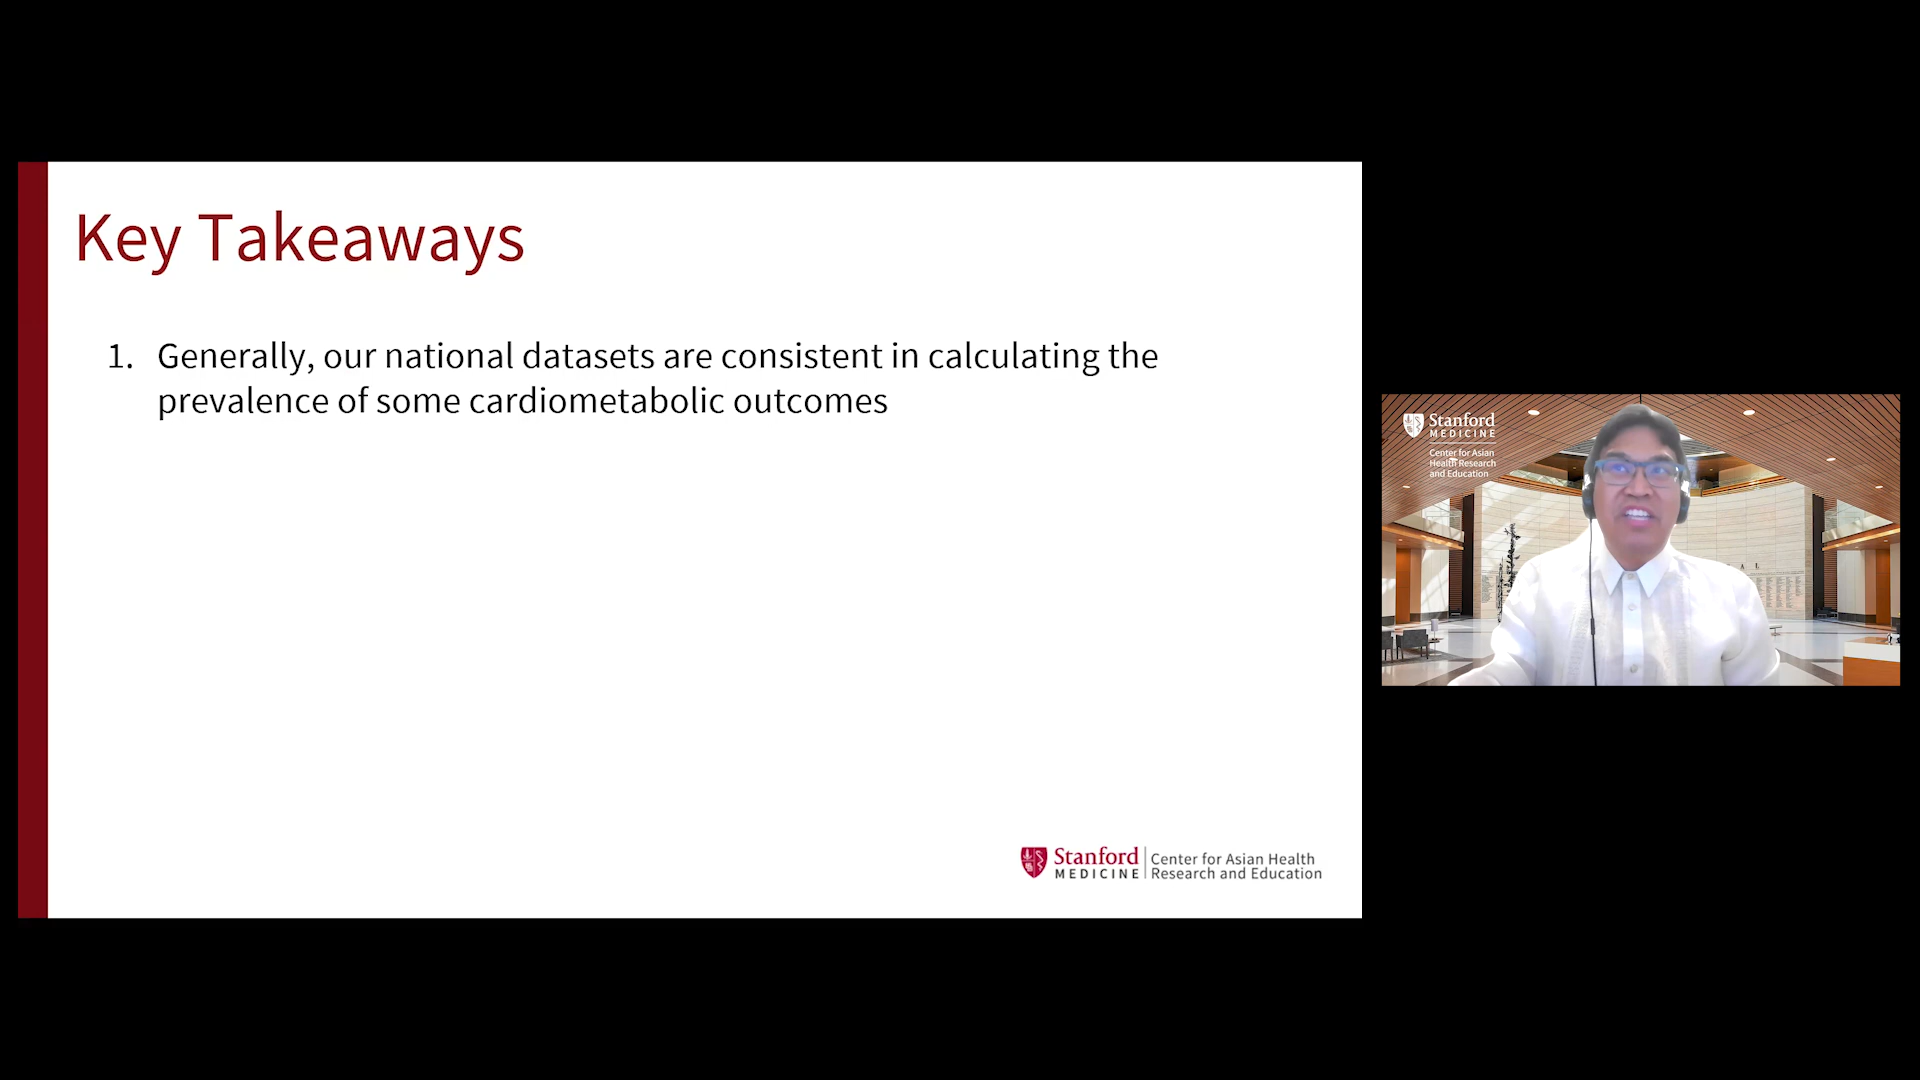 Key Takeaways
1. Generally, our national datasets are consistent in calculating the
prevalence of some cardiometabolic outcomes
Stanford
MEDICINE
Center for Asian Health
Research and Education
Stanford
MEDICINE
Center for Asian
Health Research
and Education